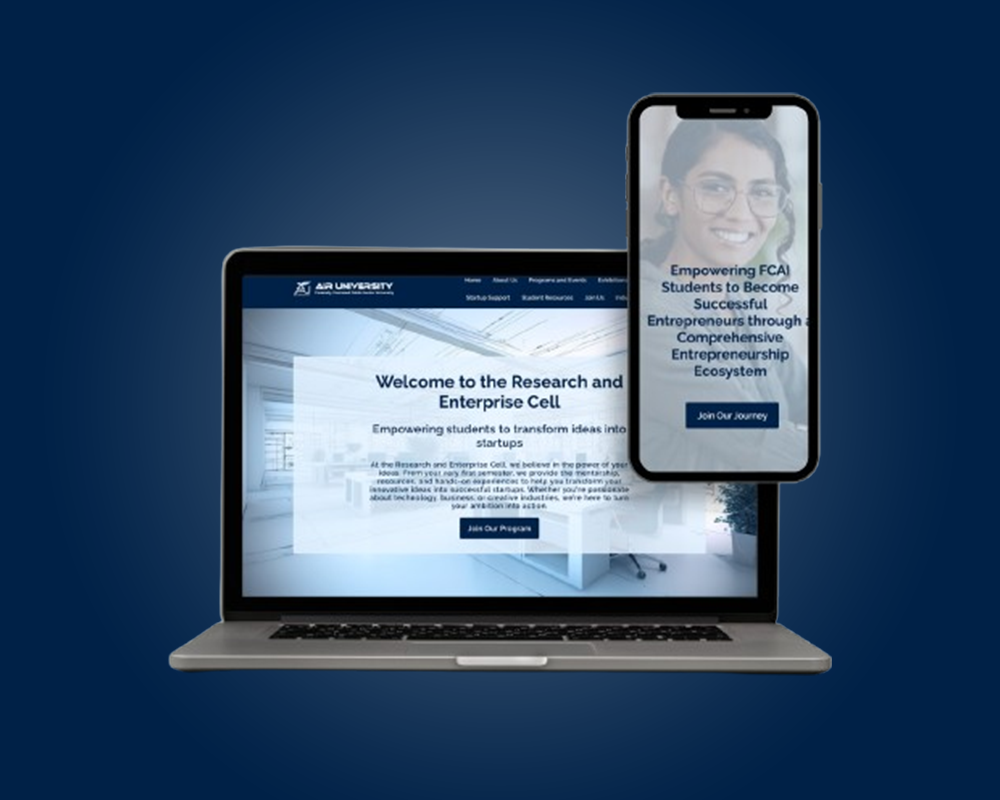 AIR UNIVERSITY
Home About Us Programs and Events Exhibitions
Startup Support Student Resources Join Us
Welcome to the Research and
Enterprise Cell
Empowering students to transform ideas into
startups
At the Research and Enterprise Cell, we believe in the power of your
ideas. From your very first semester, we provide the mentorship,
resources, and hands-on experiences to help you transform your
innovative ideas into successful startups. Whether you're passionate
about technology, business, or creative industries, we're here to turn
your ambition into action.
Join Our Program
Empowering FCAI
Students to Become
Successful
Entrepreneurs through a
Comprehensive
Entrepreneurship
Ecosystem
Join Our Journey